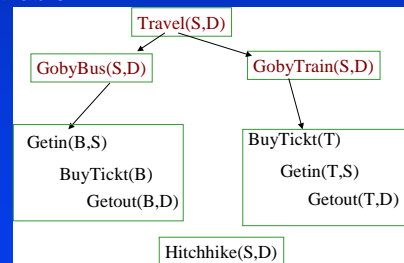 Travel(S,D)
GobyBus(S,D)
GobyTrain(S,D)
Getin(B,S)
BuyTickt(B)
Getout(B,D)
BuyTickt(T)
Getin(T,S)
Getout(T,D)
Hitchhike(S,D)